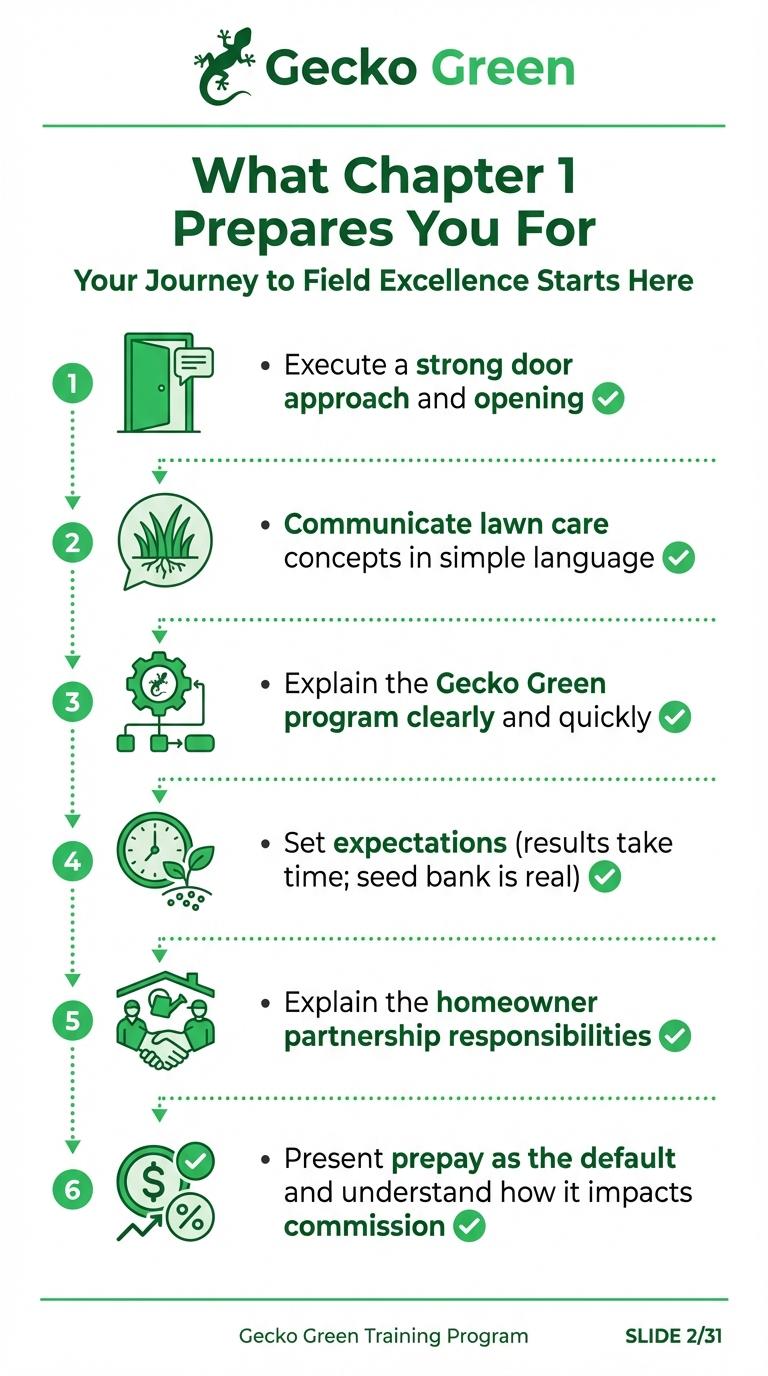 Gecko Green
What Chapter 1
Prepares You For
Your Journey to Field Excellence Starts Here
1
• Execute a strong door
approach and opening
2
• Communicate lawn care
concepts in simple language
3
• Explain the Gecko Green
program clearly and quickly
4
• Set expectations (results take
time; seed bank is real)
5
• Explain the homeowner
partnership responsibilities
6
$
%
• Present prepay as the default
and understand how it impacts
commission
Gecko Green Training Program
SLIDE 2/31